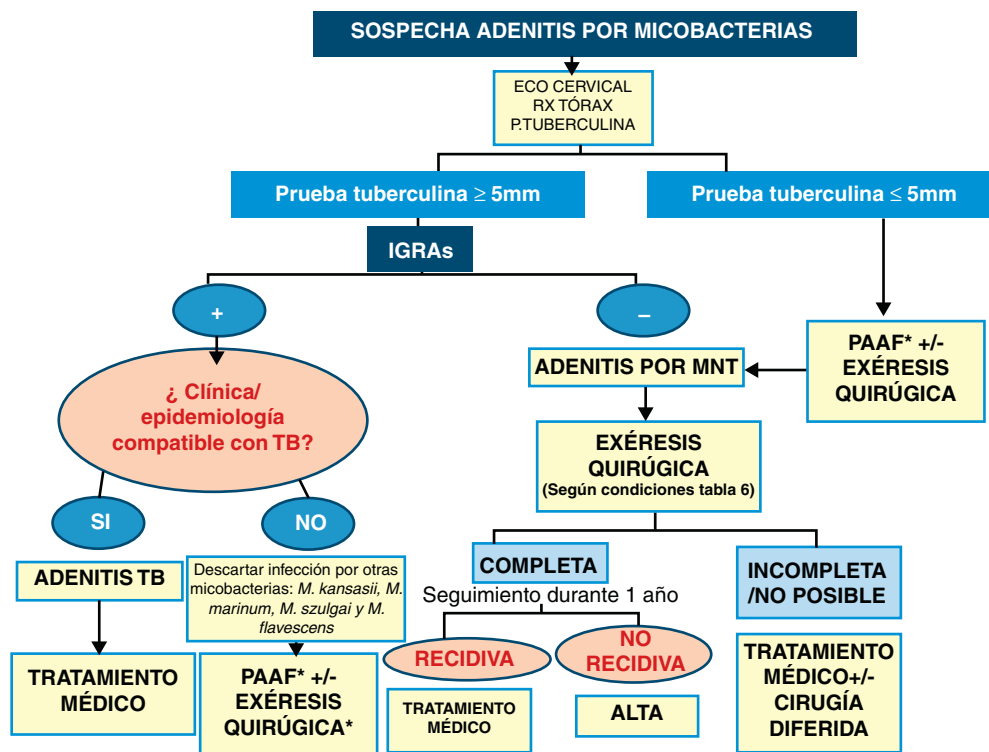 SOSPECHA ADENITIS POR MICOBACTERIAS
ECO CERVICAL
RX TÓRAX
P.TUBERCULINA
Prueba tuberculina ≥ 5mm
Prueba tuberculina ≤ 5mm
IGRAs
+
–
¿ Clínica/
epidemiología
compatible con TB?
ADENITIS POR MNT
PAAF* +/-
EXÉRESIS
QUIRÚGICA
EXÉRESIS
QUIRÚGICA
(Según condiciones tabla 6)
SI
NO
ADENITIS TB
Descartar infección por otras
micobacterias: M. kansasii, M.
marinum, M. szulgai y M.
flavescens
COMPLETA
Seguimiento durante 1 año
INCOMPLETA
/NO POSIBLE
RECIDIVA
NO
RECIDIVA
TRATAMIENTO
MÉDICO
PAAF* +/-
EXÉRESIS
QUIRÚGICA*
TRATAMIENTO
MÉDICO
ALTA
TRATAMIENTO
MÉDICO+/-
CIRUGÍA
DIFERIDA